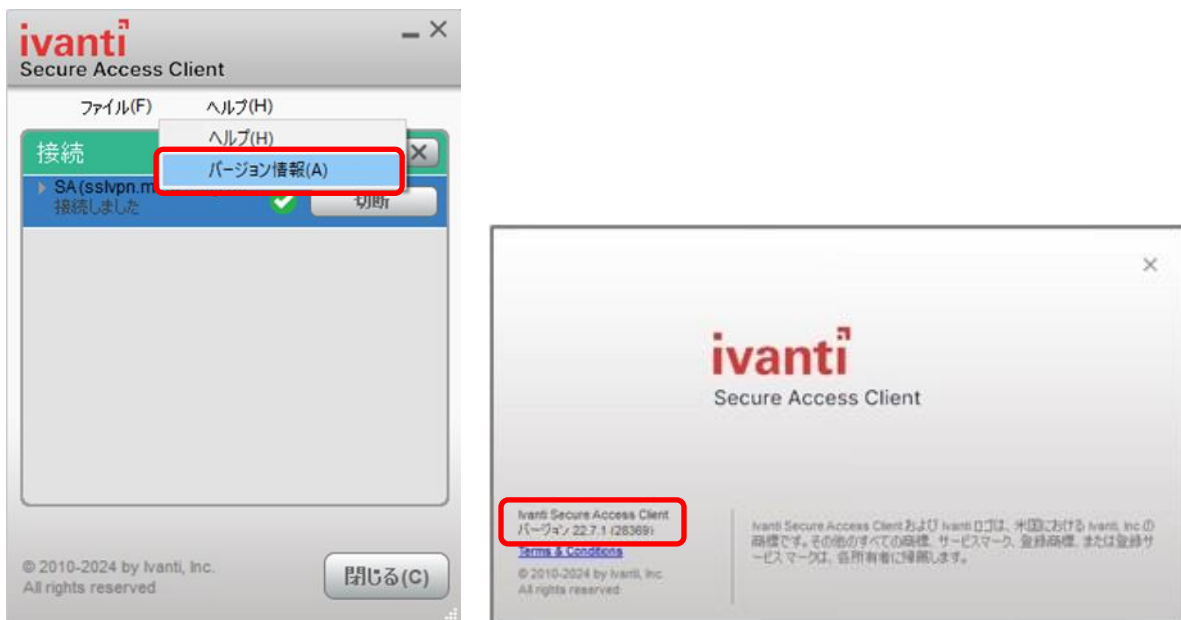 ivanti
Secure Access Client
ファイル(F) ヘルプ(H)
ヘルプ(H)
接続
バージョン情報(A)
SA(sslvpn.m
接続しました
切断
© 2010-2024 by Ivanti, Inc.
All rights reserved
閉じる(C)
ivanti
Secure Access Client
Ivanti Secure Access Client
バージョン 22.7.1 (28369)
Terms & Conditions
© 2010-2024 by Ivanti, Inc.
All rights reserved
Ivanti Secure Access Client および Ivanti ロゴは、米国における Ivanti, Inc. の
商標です。その他のすべての商標、サービスマーク、登録商標、または登録サ
ービス マークは、各所有者に帰属します。